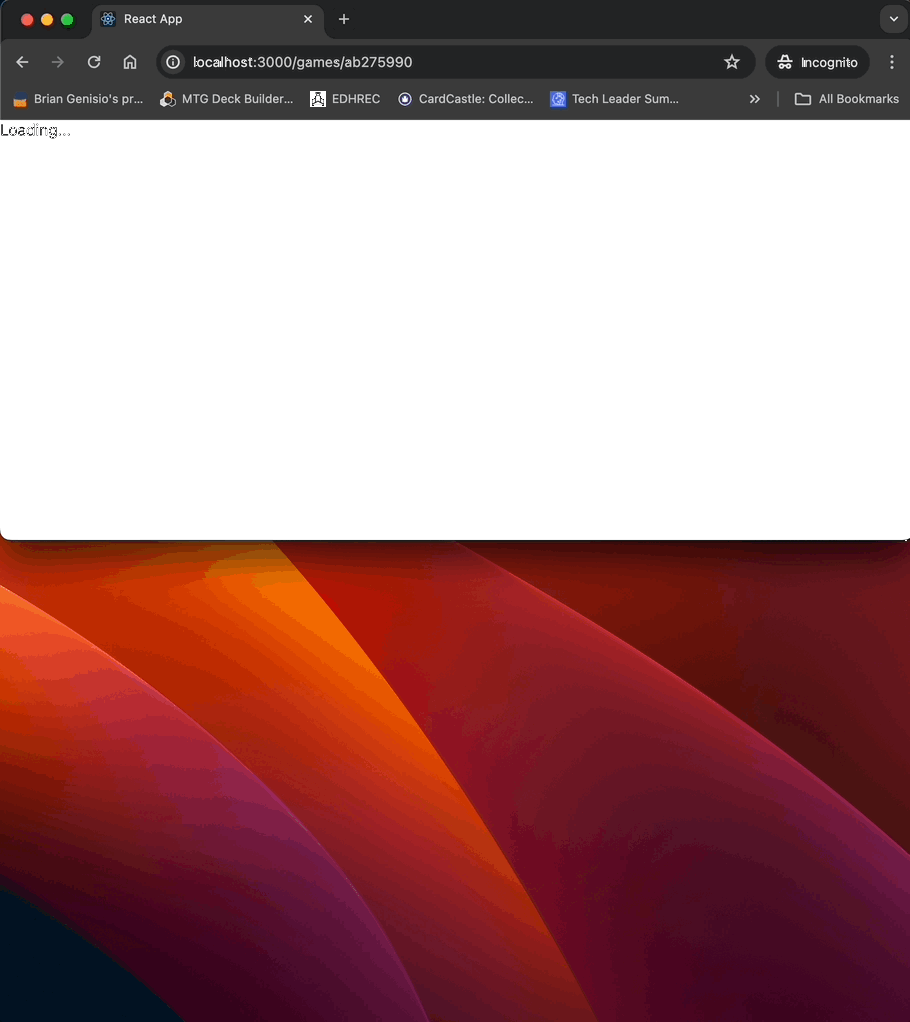 React App
localhost:3000/games/ab275990
Incognito
Brian Genisio's pr...
MTG Deck Builder...
EDHREC
CardCastle: Collec...
Tech Leader Sum...
All Bookmarks
Loading...